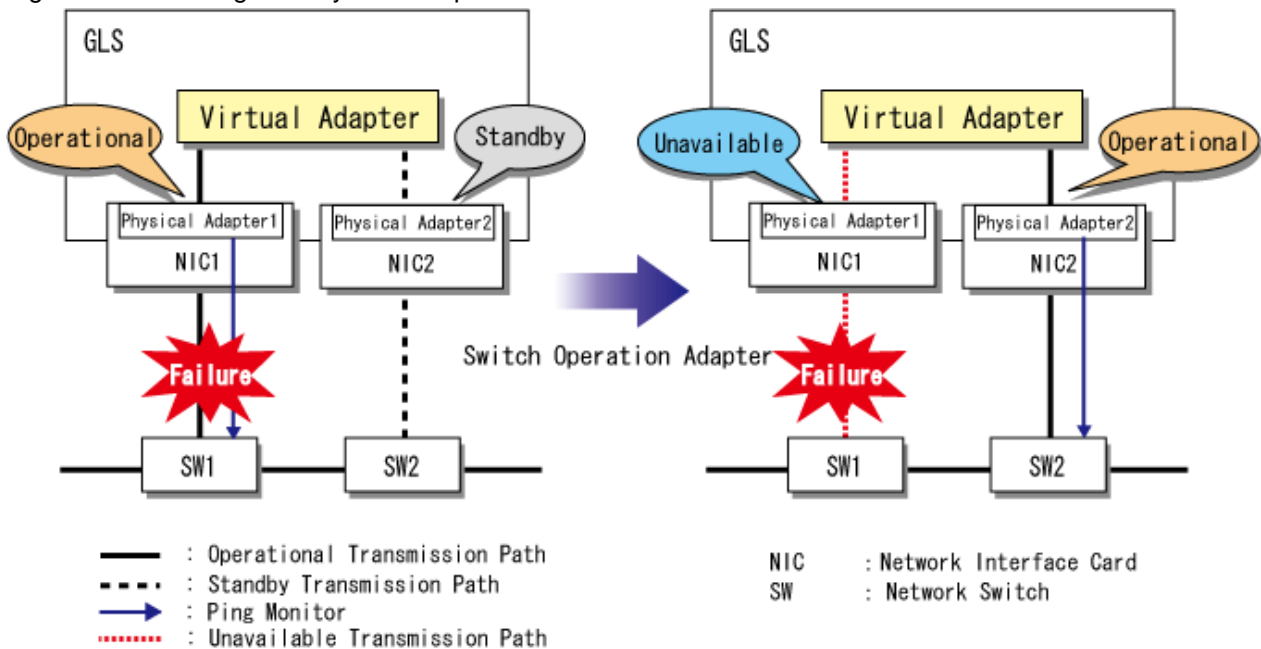 GLS
Virtual Adapter
Operational
Standby
Physical Adapter1
Physical Adapter2
NIC1
NIC2
Failure
SW1
SW2
Switch Operation Adapter
GLS
Virtual Adapter
Unavailable
Operational
Physical Adapter1
Physical Adapter2
NIC1
NIC2
Failure
SW1
SW2
: Operational Transmission Path
: Standby Transmission Path
: Ping Monitor
: Unavailable Transmission Path
NIC : Network Interface Card
SW : Network Switch